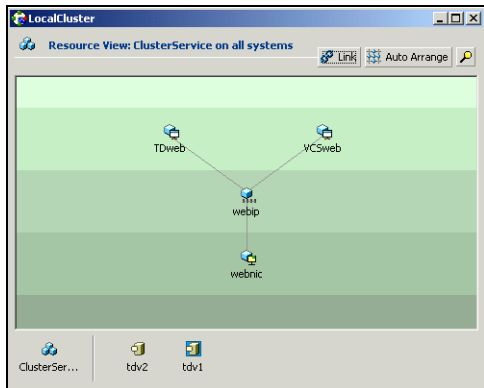 LocalCluster
Resource View: ClusterService on all systems
Link
Auto Arrange
TDweb
VCSweb
webip
webnic
ClusterSer...
tdv2
tdv1